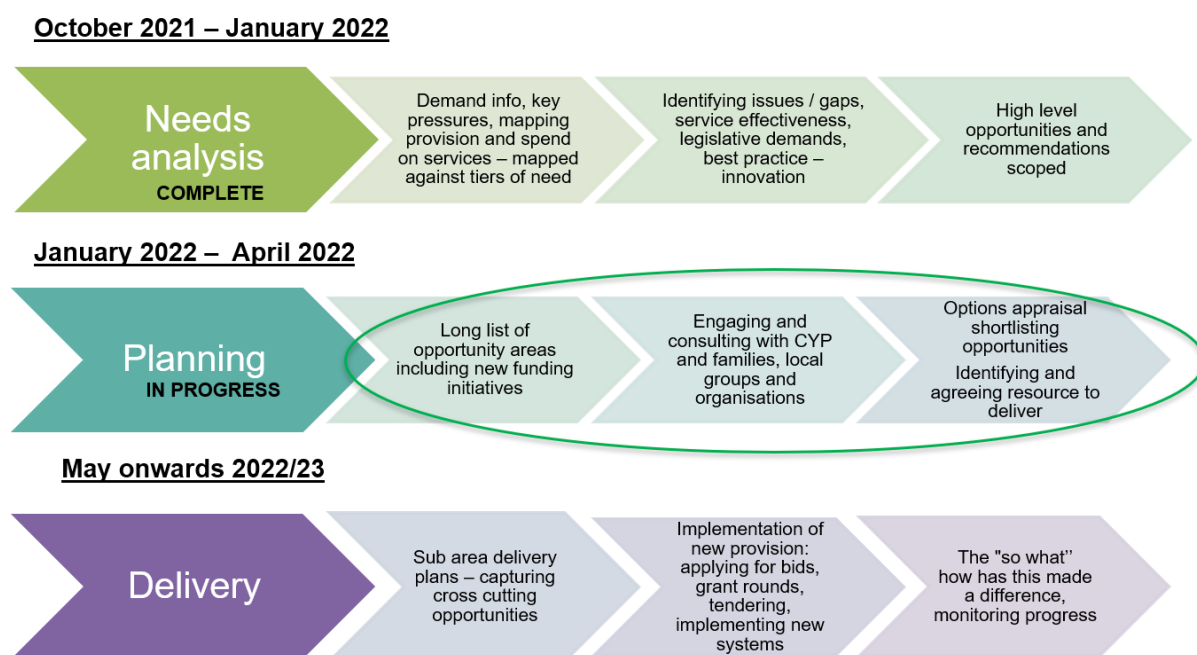 October 2021 – January 2022
Needs
analysis
COMPLETE
Demand info, key
pressures, mapping
provision and spend
on services – mapped
against tiers of need
Identifying issues / gaps,
service effectiveness,
legislative demands,
best practice –
innovation
High level
opportunities and
recommendations
scoped
January 2022 – April 2022
Planning
IN PROGRESS
Long list of
opportunity areas
including new funding
initiatives
Engaging and
consulting with CYP
and families, local
groups and
organisations
Options appraisal
shortlisting
opportunities
Identifying and
agreeing resource to
deliver
May onwards 2022/23
Delivery
Sub area delivery
plans – capturing
cross cutting
opportunities
Implementation of
new provision:
applying for bids,
grant rounds,
tendering,
implementing new
systems
The "so what’’
how has this made
a difference,
monitoring progress